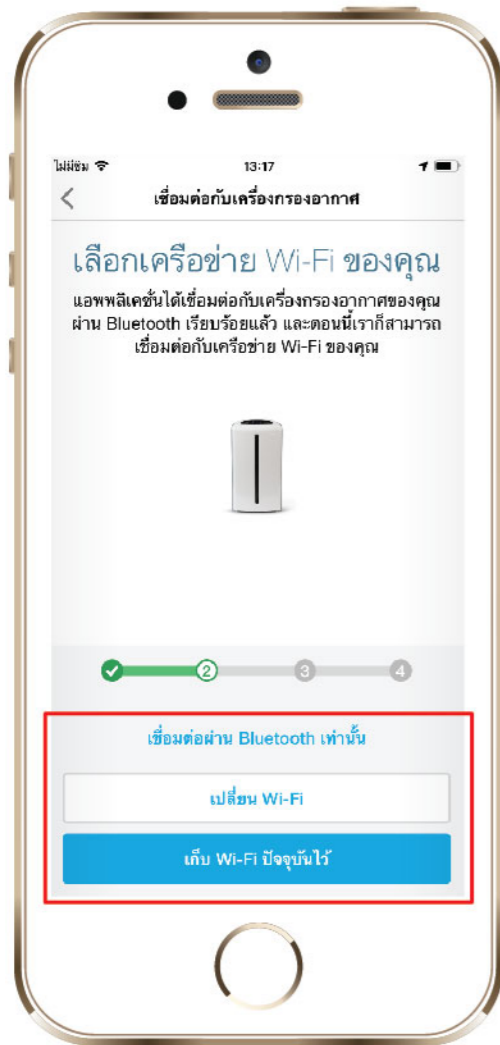 ไม่มีซิม 13:17
เชื่อมต่อกับเครื่องกรองอากาศ
เลือกเครือข่าย Wi-Fi ของคุณ
แอพพลิเคชั่นได้เชื่อมต่อกับเครื่องกรองอากาศของคุณ
ผ่าน Bluetooth เรียบร้อยแล้ว และตอนนี้เราก็สามารถ
เชื่อมต่อกับเครือข่าย Wi-Fi ของคุณ
2 3 4
เชื่อมต่อผ่าน Bluetooth เท่านั้น
เปลี่ยน Wi-Fi
เก็บ Wi-Fi ปัจจุบันไว้